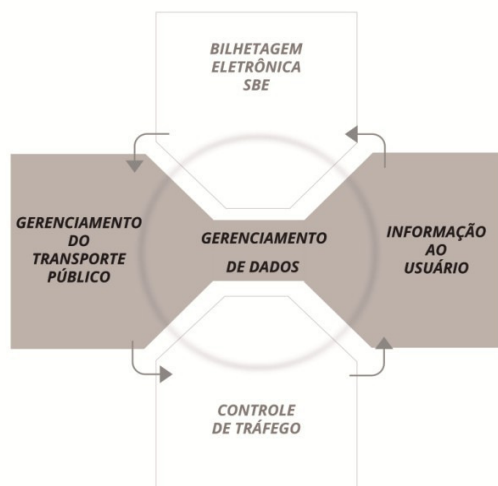 BILHETAGEM
ELETRÔNICA
SBE
GERENCIAMENTO
DO
TRANSPORTE
PÚBLICO
GERENCIAMENTO
DE DADOS
INFORMAÇÃO
AO
USUÁRIO
CONTROLE
DE TRÁFEGO